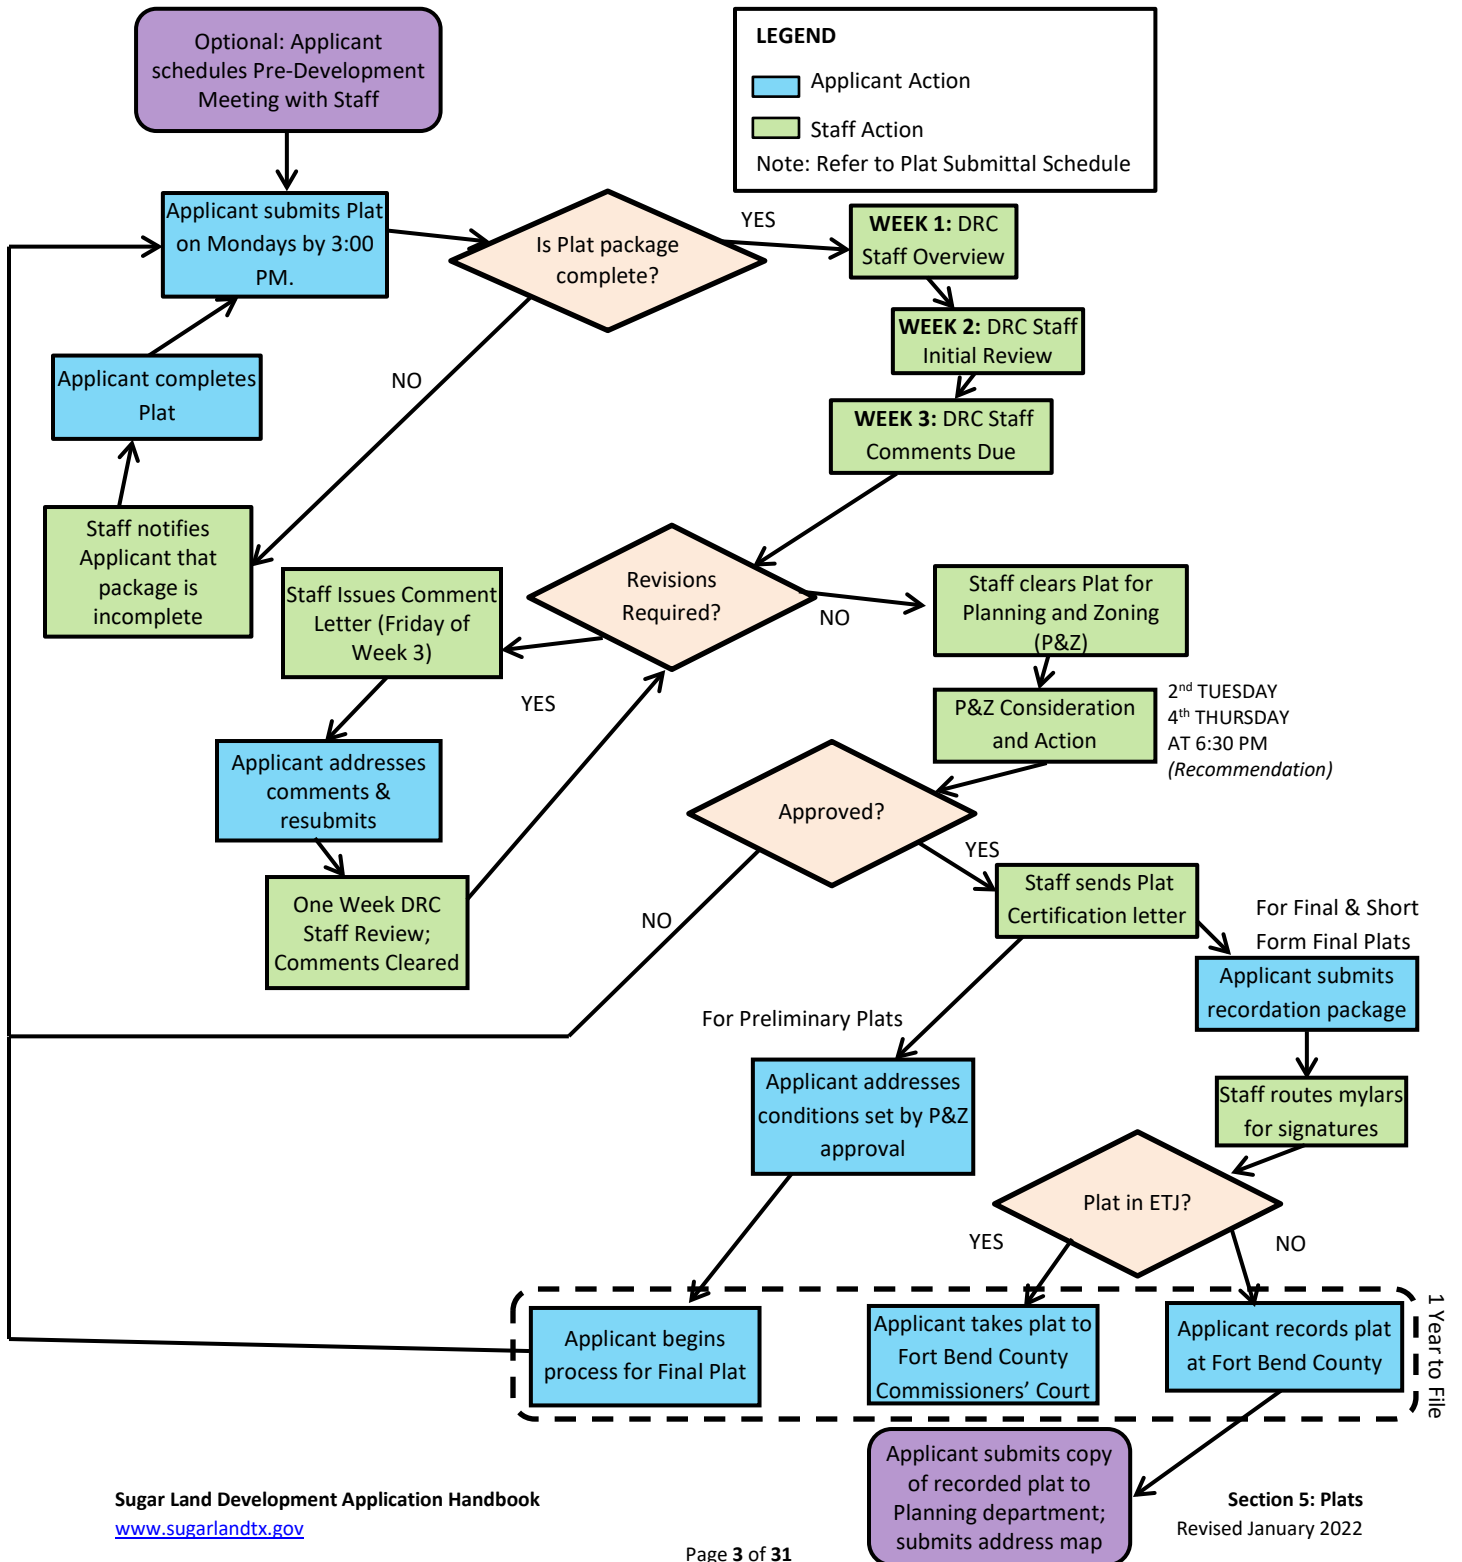 Optional: Applicant
schedules Pre-Development
Meeting with Staff
LEGEND
Applicant Action
Staff Action
Note: Refer to Plat Submittal Schedule
Applicant submits Plat
on Mondays by 3:00
PM.
Is Plat package
complete?
YES
WEEK 1: DRC
Staff Overview
WEEK 2: DRC Staff
Initial Review
NO
Applicant completes
Plat
WEEK 3: DRC Staff
Comments Due
Staff notifies
Applicant that
package is
incomplete
Staff Issues Comment
Letter (Friday of
Week 3)
Revisions
Required?
NO
YES
Staff clears Plat for
Planning and Zoning
(P&Z)
P&Z Consideration
and Action
2nd TUESDAY
4th THURSDAY
AT 6:30 PM
(Recommendation)
Applicant addresses
comments &
resubmits
Approved?
YES
NO
One Week DRC
Staff Review;
Comments Cleared
Staff sends Plat
Certification letter
For Final & Short
Form Final Plats
Applicant submits
recordation package
For Preliminary Plats
Applicant addresses
conditions set by P&Z
approval
Staff routes mylars
for signatures
Plat in ETJ?
YES
NO
Applicant begins
process for Final Plat
Applicant takes plat to
Fort Bend County
Commissioners’ Court
Applicant records plat
at Fort Bend County
1 Year to File
Applicant submits copy
of recorded plat to
Planning department;
submits address map
Sugar Land Development Application Handbook
www.sugarlandtx.gov
Section 5: Plats
Revised January 2022
Page 3 of 31